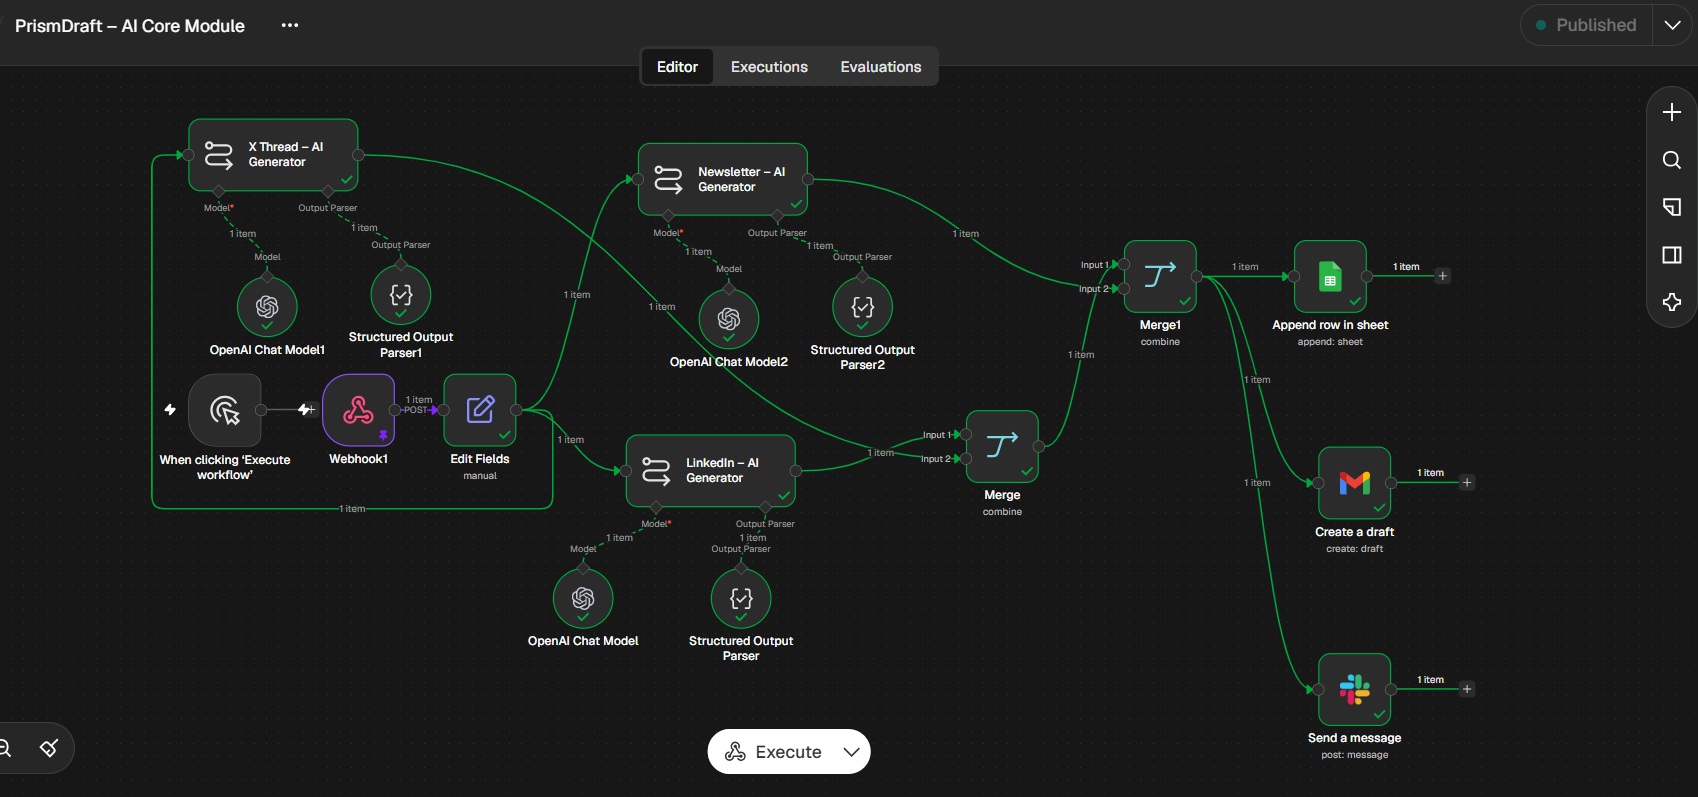 PrismDraft – AI Core Module
Published
Editor
Executions
Evaluations
X Thread – AI
Generator
Model*
Output Parser
1 item
1 item
Model
Output Parser
OpenAI Chat Model1
Structured Output
Parser1
Newsletter – AI
Generator
Model*
Output Parser
1 item
1 item
Model
Output Parser
OpenAI Chat Model2
Structured Output
Parser2
1 item
1 item
1 item
Input 1
Input 2
Merge1
combine
1 item
Append row in sheet
append: sheet
1 item
When clicking ‘Execute
workflow’
Webhook1
1 item
POST
Edit Fields
manual
1 item
1 item
LinkedIn – AI
Generator
Model*
Output Parser
1 item
1 item
Model
Output Parser
OpenAI Chat Model
Structured Output
Parser
1 item
Input 1
Input 2
Merge
combine
1 item
1 item
1 item
Create a draft
create: draft
1 item
Send a message
post: message
1 item
Execute